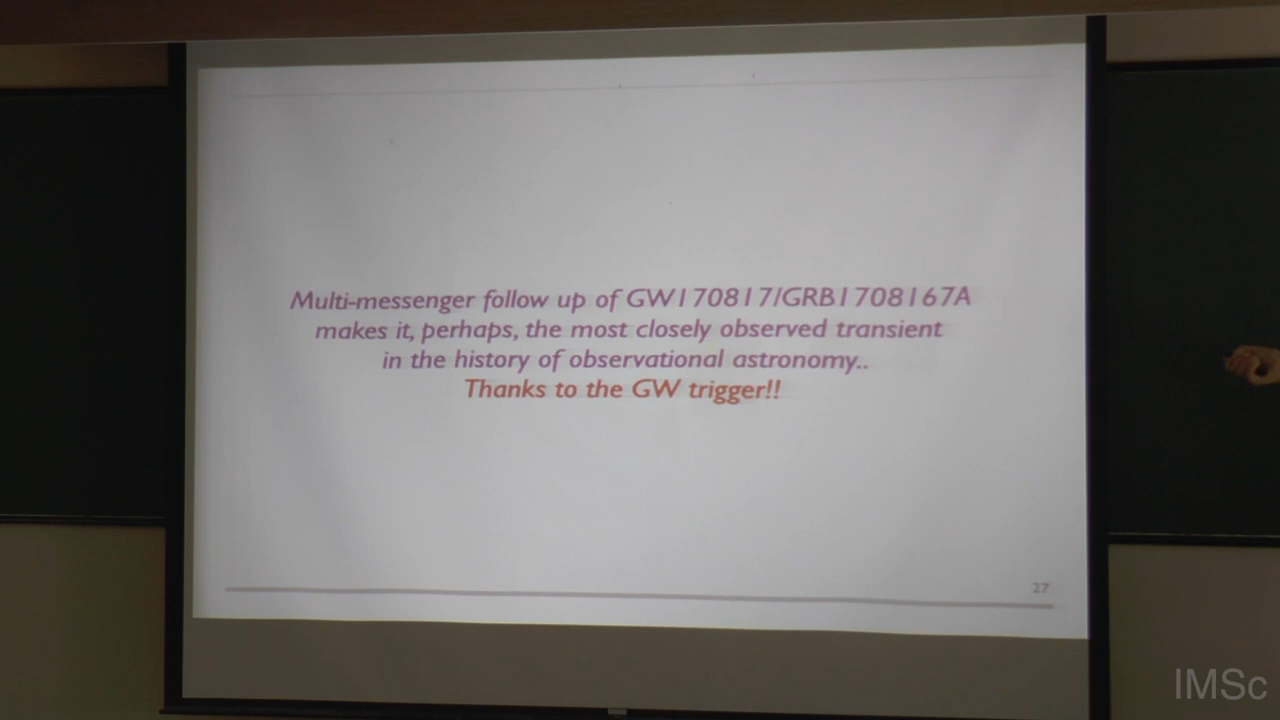 Multi-messenger follow up of GW170817/GRB1708167A
makes it, perhaps, the most closely observed transient
in the history of observational astronomy..
Thanks to the GW trigger!!
27
IMSc